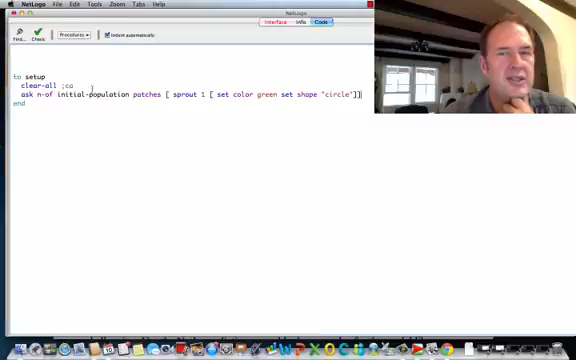 NetLogo File Edit Tools Zoom Tabs Help
NetLogo
Interface Info Code
Find... Check Procedures Indent automatically
to setup
clear-all ;ca
ask n-of initial-population patches [ sprout 1 [ set color green set shape "circle"]]
end